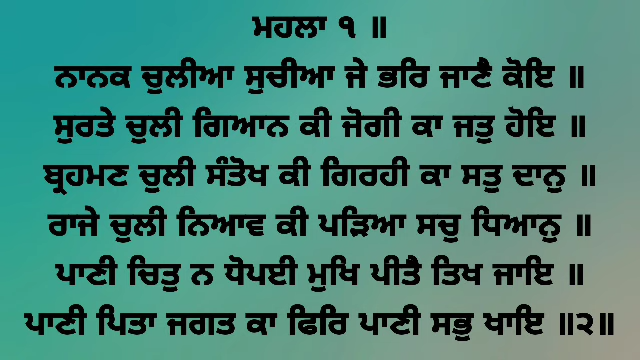 ਮਹਲਾ ੧ ॥
ਨਾਨਕ ਚੁਲੀਆ ਸੁਚੀਆ ਜੇ ਭਰਿ ਜਾਣੈ ਕੋਇ ॥
ਸੁਰਤੇ ਚੁਲੀ ਗਿਆਨ ਕੀ ਜੋਗੀ ਕਾ ਜਤੁ ਹੋਇ ॥
ਬ੍ਰਹਮਣ ਚੁਲੀ ਸੰਤੋਖ ਕੀ ਗਿਰਹੀ ਕਾ ਸਤੁ ਦਾਨੁ ॥
ਰਾਜੇ ਚੁਲੀ ਨਿਆਵ ਕੀ ਪੜਿਆ ਸਚੁ ਧਿਆਨੁ ॥
ਪਾਣੀ ਚਿਤੁ ਨ ਧੋਪਈ ਮੁਖਿ ਪੀਤੈ ਤਿਖ ਜਾਇ ॥
ਪਾਣੀ ਪਿਤਾ ਜਗਤ ਕਾ ਫਿਰਿ ਪਾਣੀ ਸਭੁ ਖਾਇ ॥੨॥